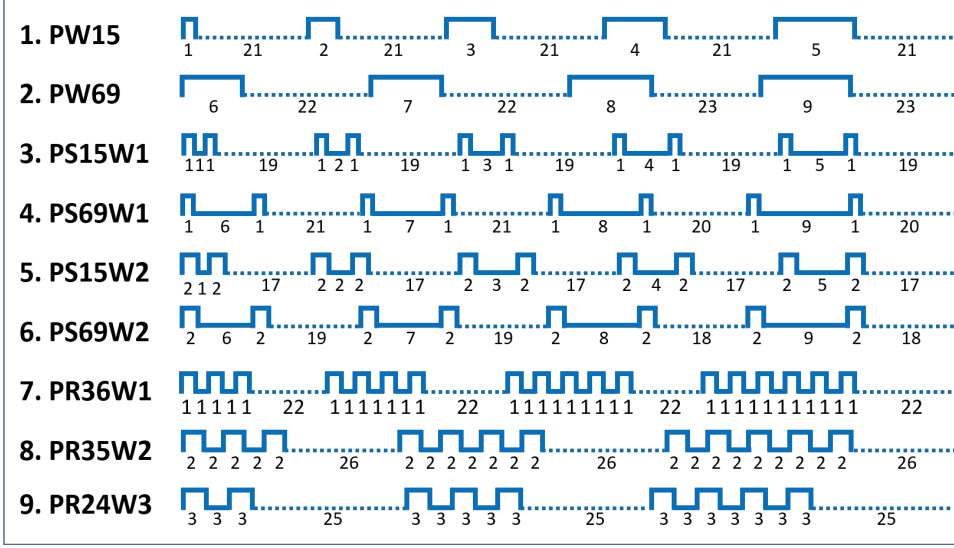 1. PW15
1 21 2 21 3 21 4 21 5 21
2. PW69
6 22 7 22 8 23 9 23
3. PS15W1
1 1 1 19 1 2 1 19 1 3 1 19 1 4 1 19 1 5 1 19
4. PS69W1
1 6 1 21 1 7 1 21 1 8 1 20 1 9 1 20
5. PS15W2
2 1 2 17 2 2 2 17 2 3 2 17 2 4 2 17 2 5 2 17
6. PS69W2
2 6 2 19 2 7 2 19 2 8 2 18 2 9 2 18
7. PR36W1
1 1 1 1 1 22 1 1 1 1 1 1 1 22 1 1 1 1 1 1 1 1 1 22 1 1 1 1 1 1 1 1 1 1 1 22
8. PR35W2
2 2 2 2 2 26 2 2 2 2 2 2 2 26 2 2 2 2 2 2 2 2 2 26
9. PR24W3
3 3 3 25 3 3 3 3 3 25 3 3 3 3 3 3 3 25